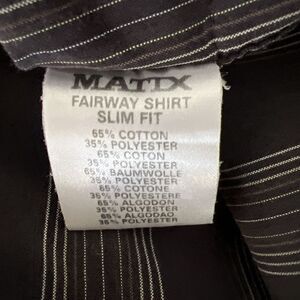 MATIX
FAIRWAY SHIRT
SLIM FIT
65% COTTON
35% POLYESTER
65% COTON
35% POLYESTER
65% BAUMWOLLE
35% POLYESTER
65% COTONE
35% POLYESTERE
65% ALGODON
35% POLYESTER
65% ALGODAO
35% POLYESTER